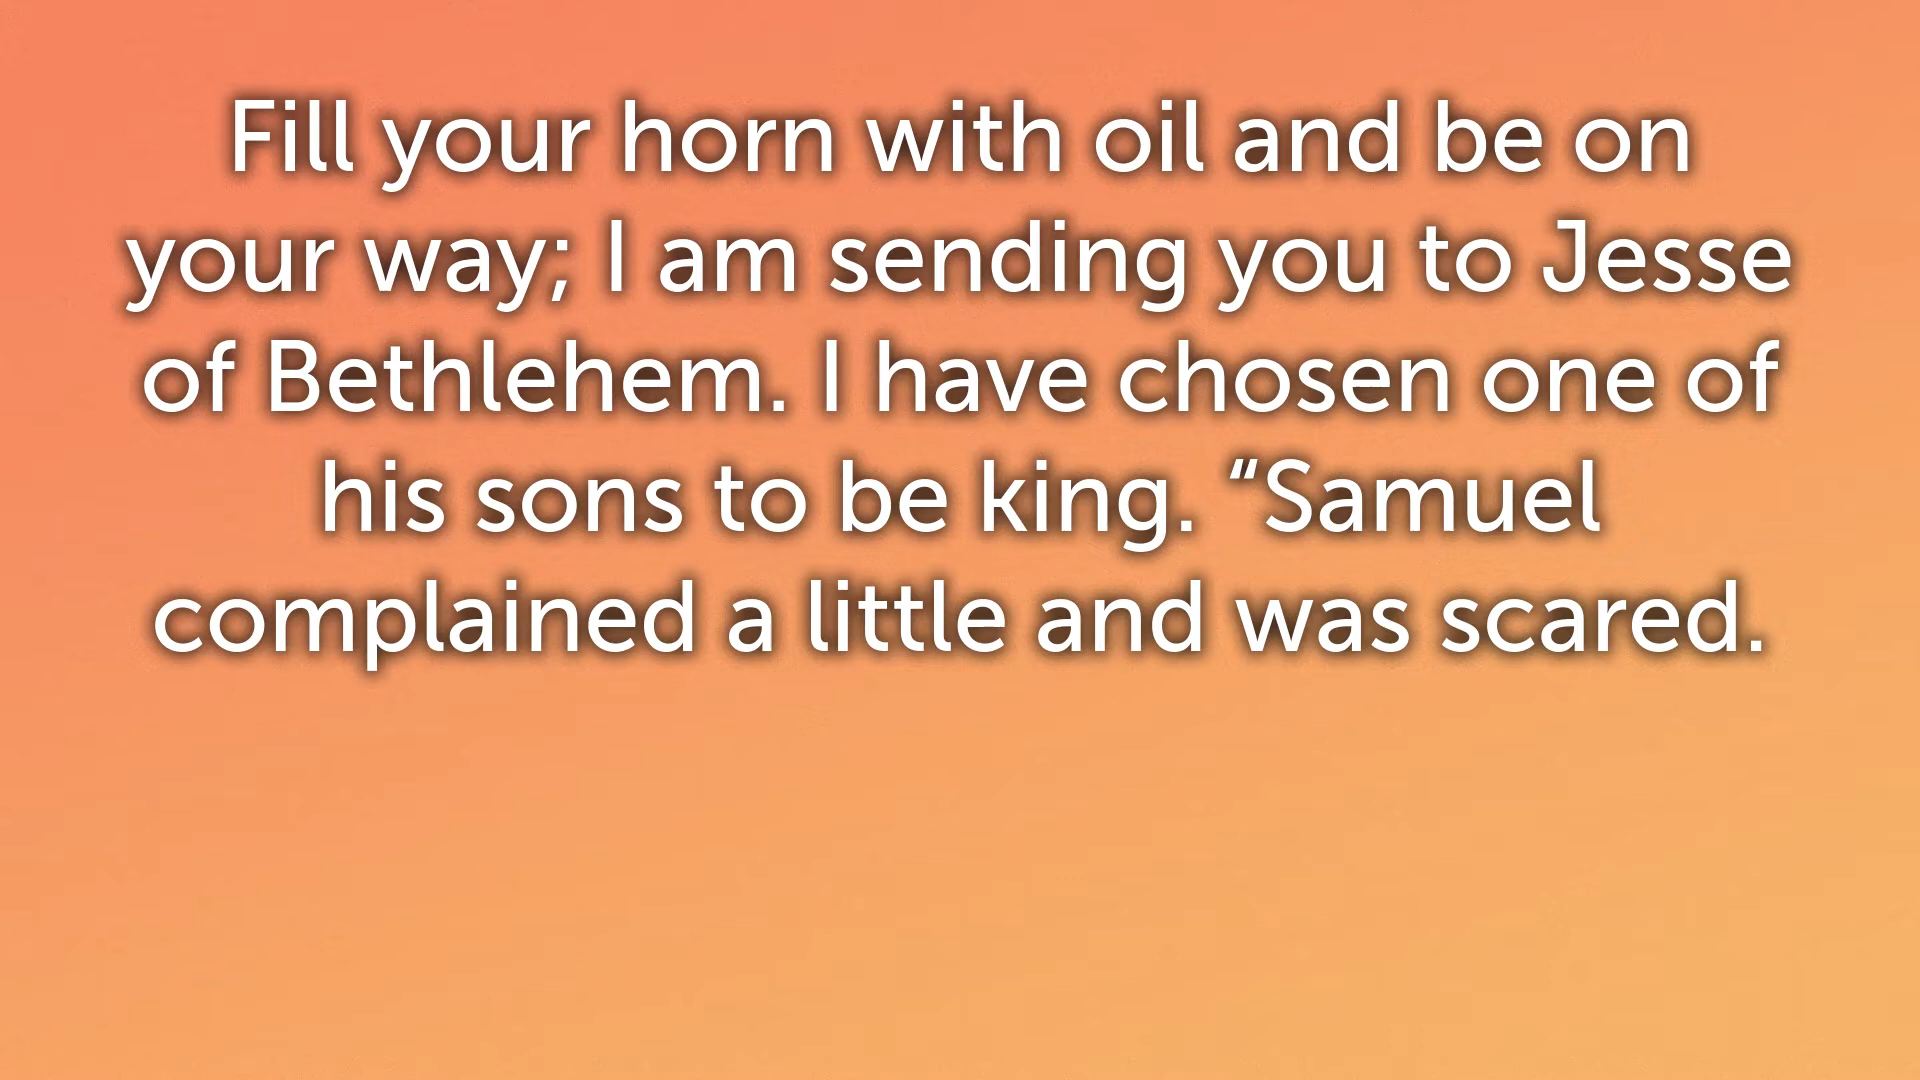 Fill your horn with oil and be on
your way; I am sending you to Jesse
of Bethlehem. I have chosen one of
his sons to be king. “Samuel
complained a little and was scared.